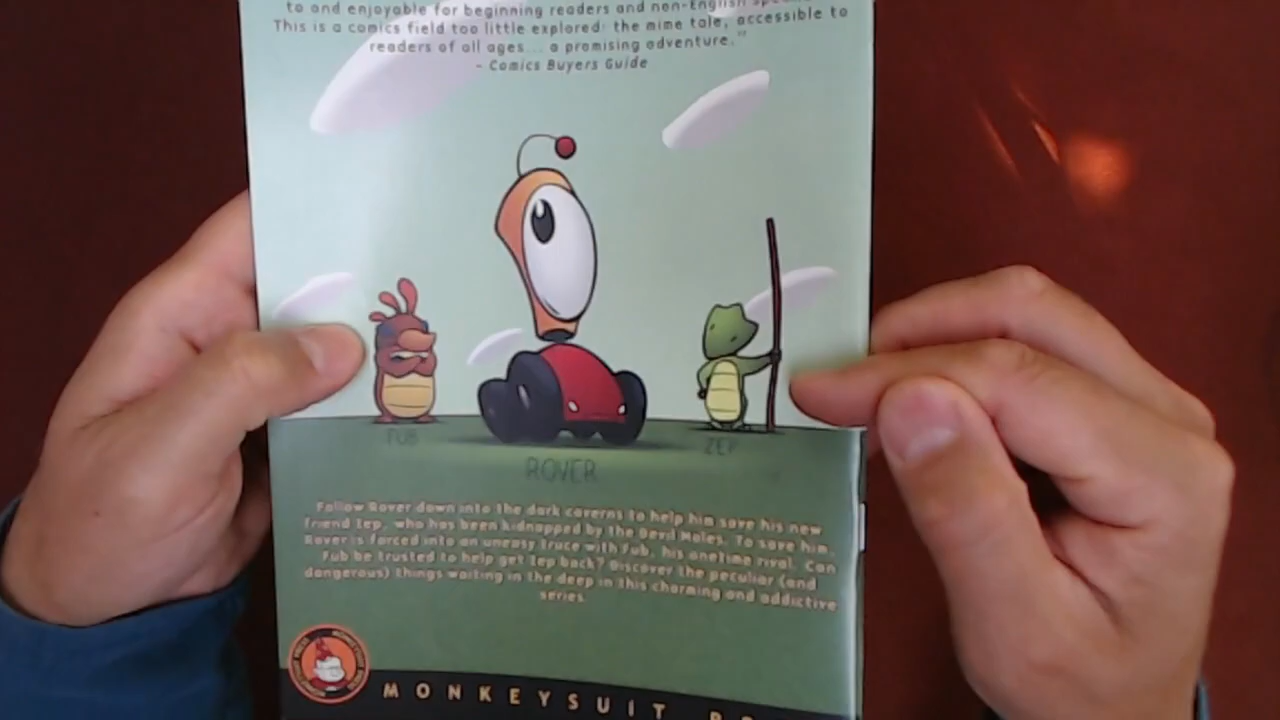 to and enjoyable for beginning readers and non-English
This is a comics field too little explored: the mime tale, accessible to
readers of all ages... a promising adventure."
- Comics Buyers Guide
FUB
ZEP
ROVER
Follow Rover down into the dark caverns to help him save his new
friend Zep, who has been kidnapped by the Devil Moles. To save him,
Rover is forced into an uneasy truce with Fub, his onetime rival. Can
Fub be trusted to help get Zep back? Discover the peculiar (and
dangerous) things waiting in the deep in this charming and addictive
series.
MONKEYSUIT